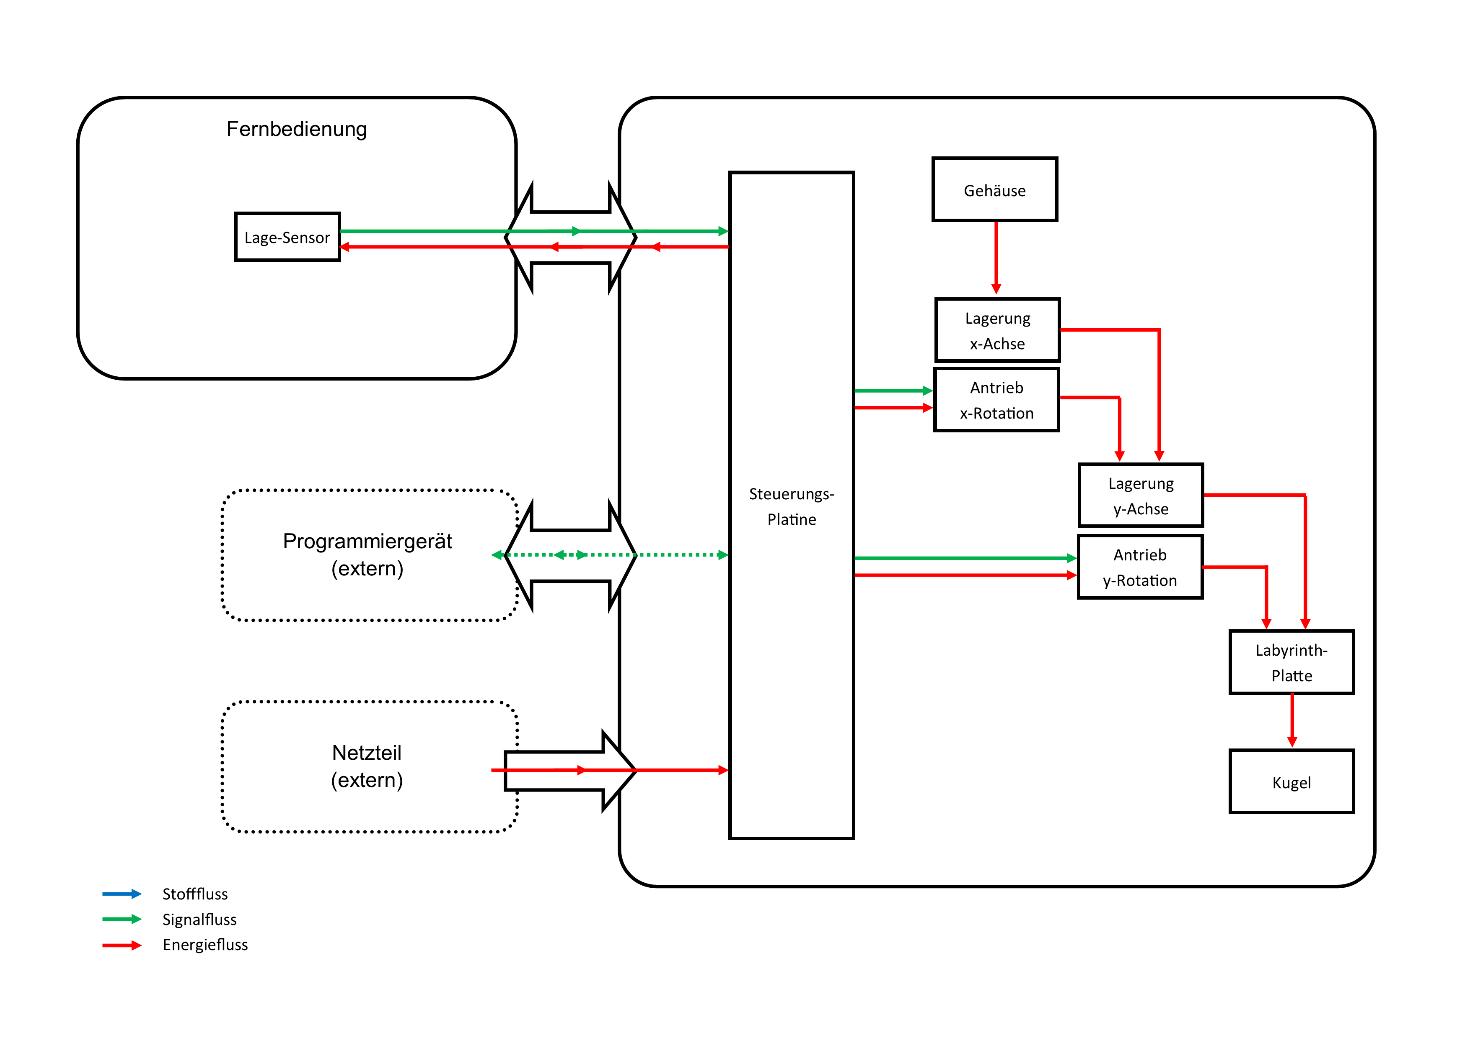 Fernbedienung
Lage-Sensor
Gehäuse
Lagerung
x-Achse
Antrieb
x-Rotation
Steuerungs-
Platine
Lagerung
y-Achse
Antrieb
y-Rotation
Programmiergerät
(extern)
Labyrinth-
Platte
Netzteil
(extern)
Kugel
Stofffluss
Signalfluss
Energiefluss